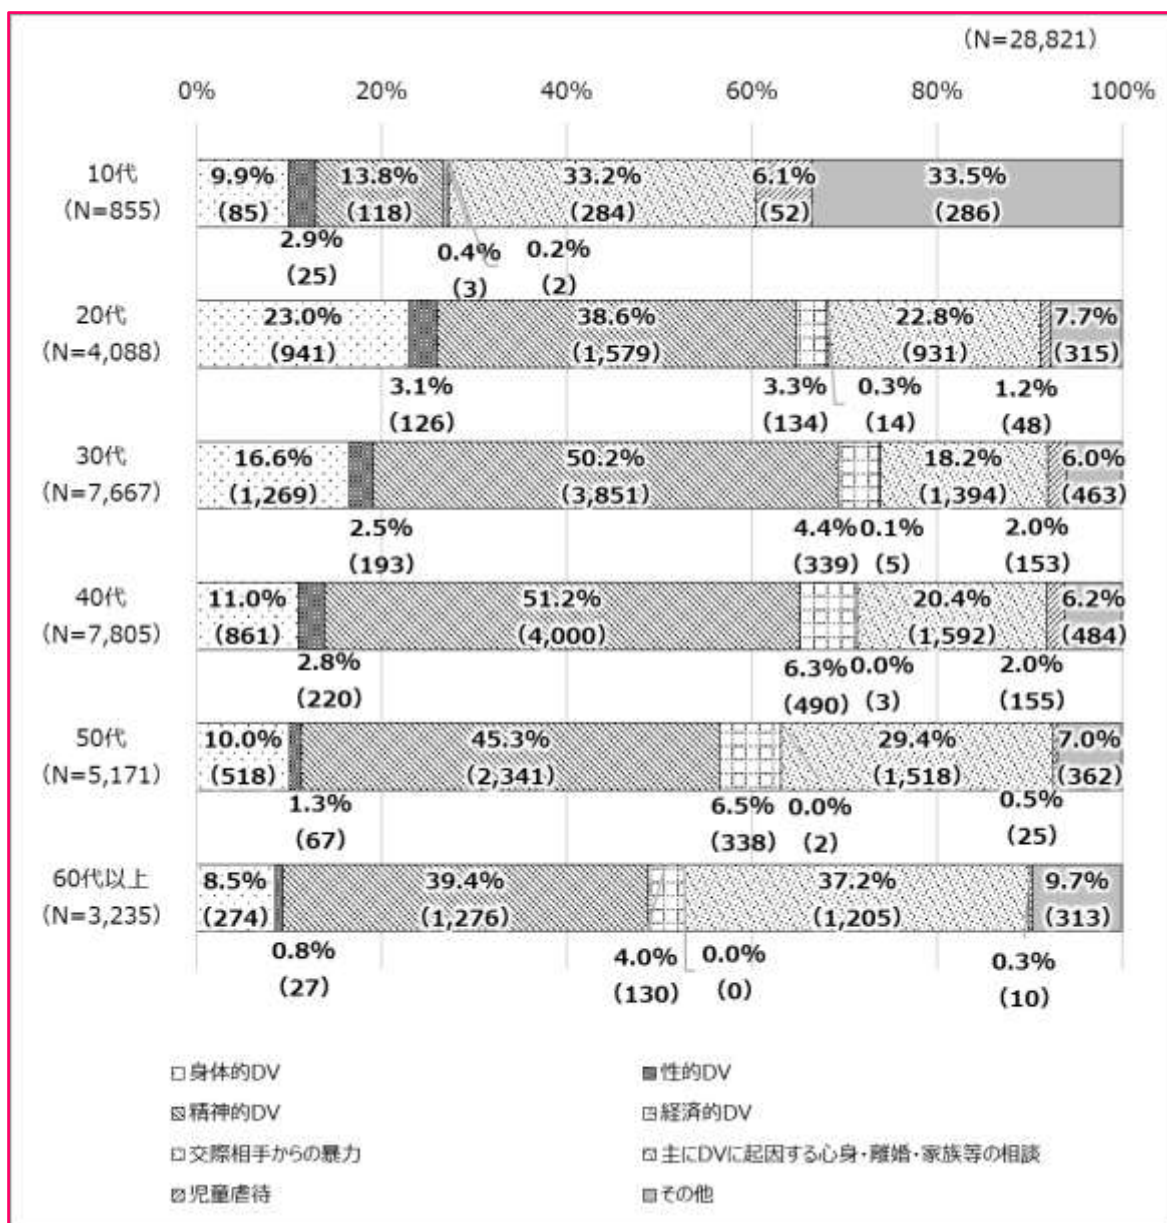 （N=28,821）
0% 20% 40% 60% 80% 100%
10代
（N=855）
9.9% 13.8% 33.2% 6.1% 33.5%
(85) (118) (284) (52) (286)
2.9% 0.4% 0.2%
(25) (3) (2)
20代
（N=4,088）
23.0% 38.6% 22.8% 7.7%
(941) (1,579) (931) (315)
3.1% 3.3% 0.3% 1.2%
(126) (134) (14) (48)
30代
（N=7,667）
16.6% 50.2% 18.2% 6.0%
(1,269) (3,851) (1,394) (463)
2.5% 4.4% 0.1% 2.0%
(193) (339) (5) (153)
40代
（N=7,805）
11.0% 51.2% 20.4% 6.2%
(861) (4,000) (1,592) (484)
2.8% 6.3% 0.0% 2.0%
(220) (490) (3) (155)
50代
（N=5,171）
10.0% 45.3% 29.4% 7.0%
(518) (2,341) (1,518) (362)
1.3% 6.5% 0.0% 0.5%
(67) (338) (2) (25)
60代以上
（N=3,235）
8.5% 39.4% 37.2% 9.7%
(274) (1,276) (1,205) (313)
0.8% 4.0% 0.0% 0.3%
(27) (130) (0) (10)
身体的DV 性的DV
精神的DV 経済的DV
交際相手からの暴力 主にDVに起因する心身・離婚・家族等の相談
児童虐待 その他